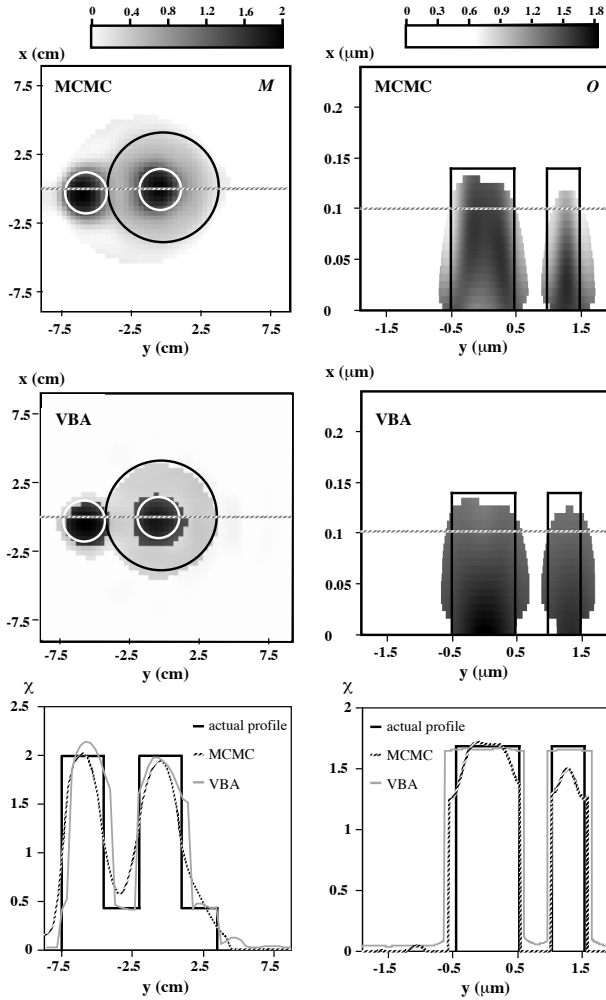 0 0.4 0.8 1.2 1.6 2
x (cm)
MCMC M
7.5
2.5
-2.5
-7.5
-7.5 -2.5 2.5 7.5
y (cm)
0 0.3 0.6 0.9 1.2 1.5 1.8
x (μm)
MCMC O
0.2
0.15
0.1
0.05
0
-1.5 -0.5 0.5 1.5
y (μm)
x (cm)
VBA
7.5
2.5
-2.5
-7.5
-7.5 -2.5 2.5 7.5
y (cm)
x (μm)
VBA
0.2
0.15
0.1
0.05
0
-1.5 -0.5 0.5 1.5
y (μm)
χ
2.5
2
1.5
1
0.5
0
actual profile
MCMC
VBA
-7.5 -2.5 2.5 7.5
y (cm)
χ
2
1.5
1
0.5
0
actual profile
MCMC
VBA
-1.5 -0.5 0.5 1.5
y (μm)